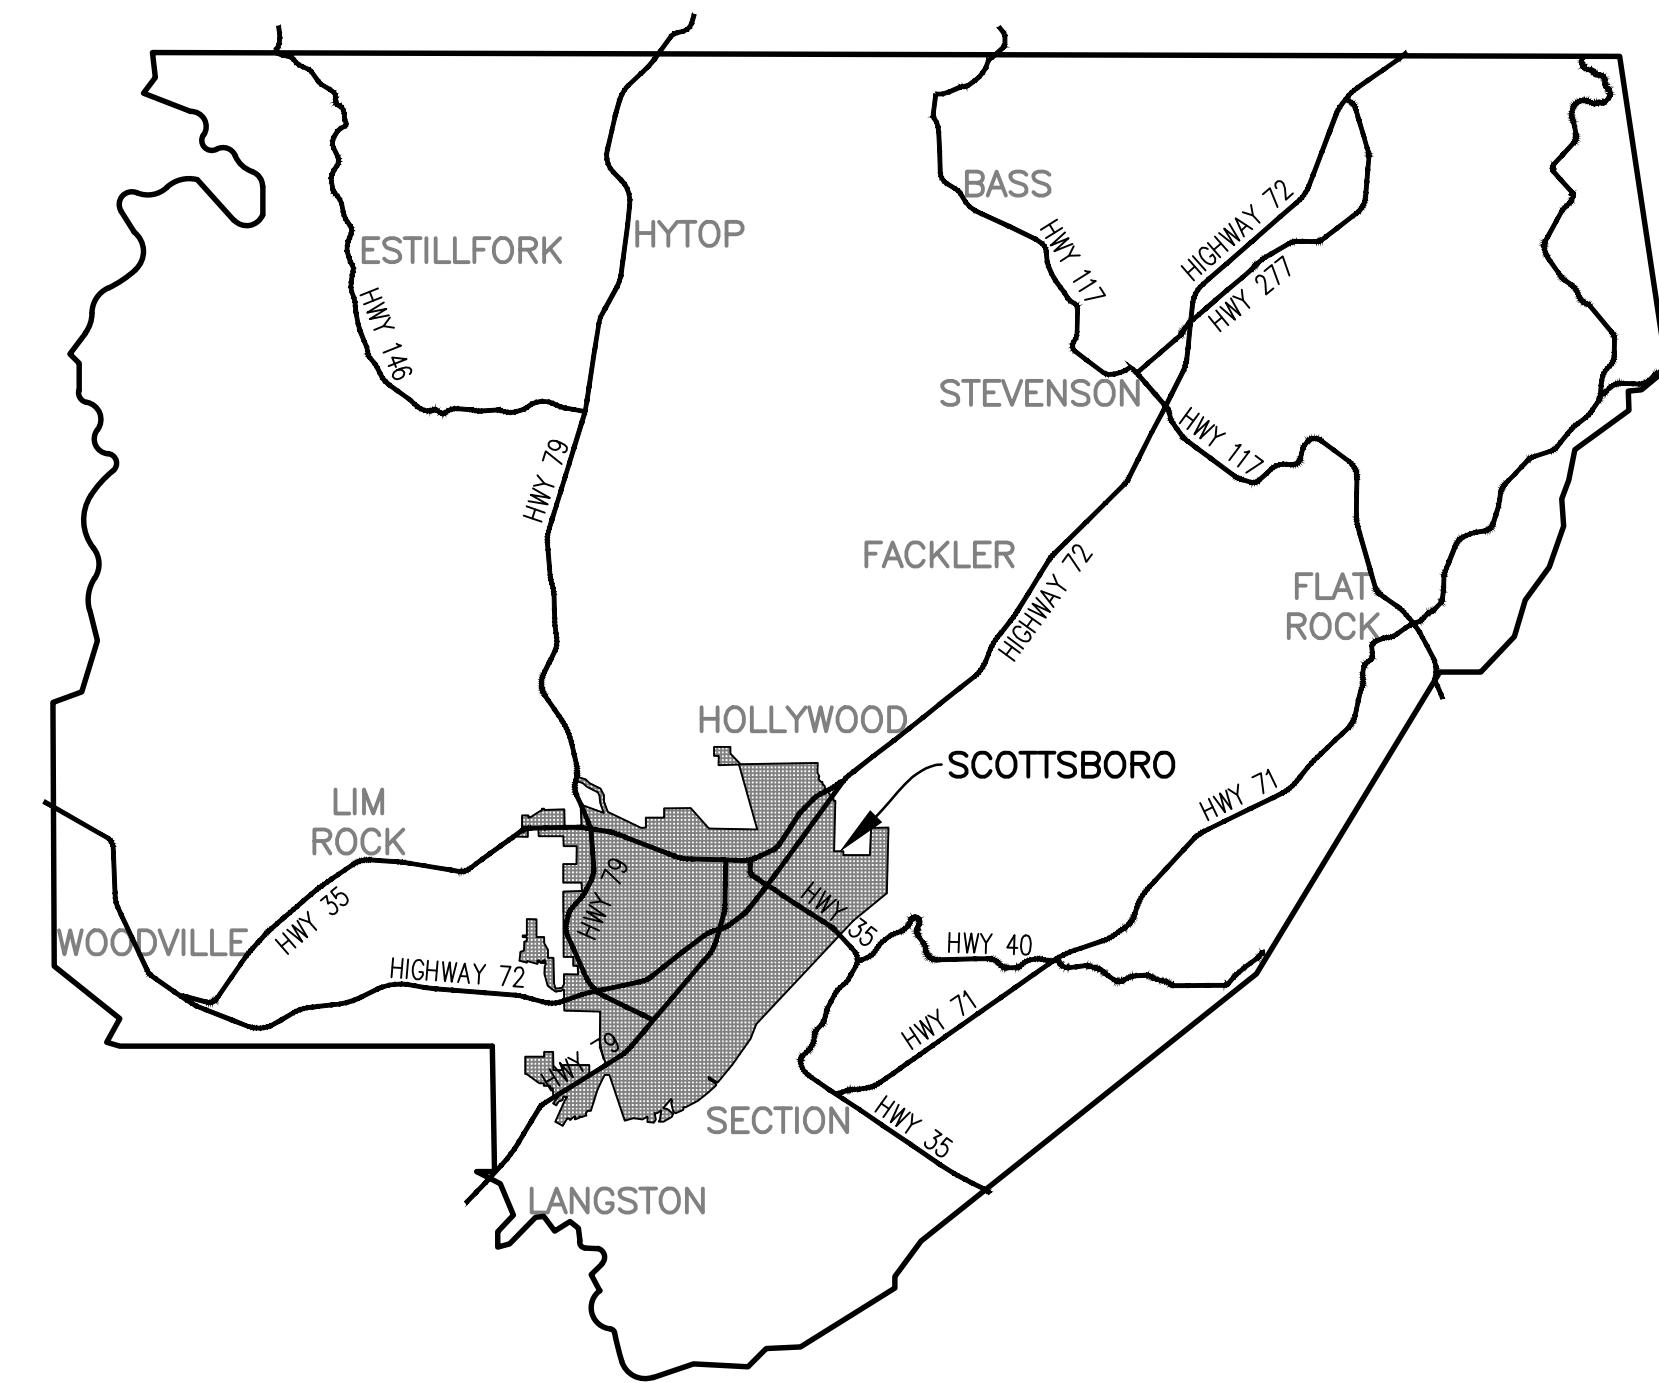 BASS
HIGHWAY 72
HYTOP
ESTILLFORK
HWY 117
HWY 277
HWY 146
STEVENSON
HWY 117
HWY 79
FACKLER
HIGHWAY 72
FLAT
ROCK
HOLLYWOOD
SCOTTSBORO
HWY 71
LIM
ROCK
HWY 79
HWY 35
HWY 35
WOODVILLE
HWY 40
HIGHWAY 72
HWY 71
HWY 79
SECTION
HWY 35
LANGSTON